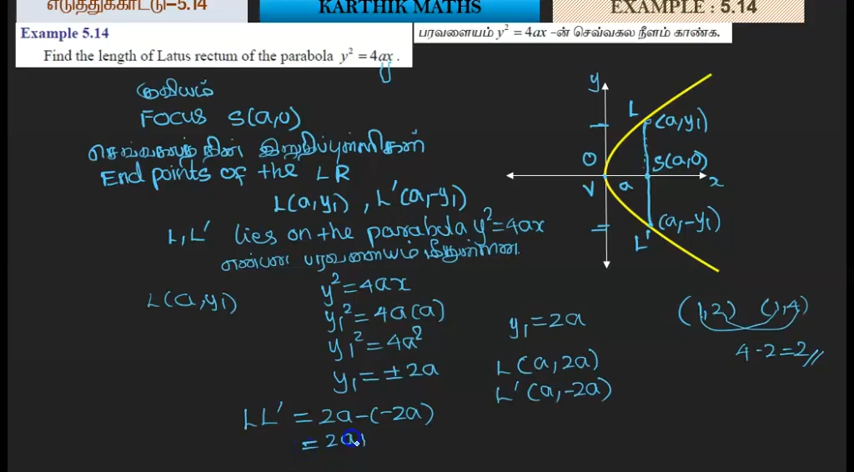 எடுத்துக்காட்டு-5.14
KARTHIK MATHS
EXAMPLE : 5.14
Example 5.14
Find the length of Latus rectum of the parabola y² = 4ax .
பரவளையம் y² = 4ax -ன் செவ்வகல நீளம் காண்க.
குவியம்
Focus S(a,0)
End points of the LR
L(a,y₁) , L'(a,-y₁)
L, L' lies on the parabola y²=4ax
L(a,y₁)
y²=4ax
y₁²=4a(a)
y₁²=4a²
y₁=±2a
LL' = 2a-(-2a)
= 2a
y₁=2a
L(a,2a)
L'(a,-2a)
(1,2) (1,4)
4-2=2//
y
L
(a,y₁)
O
S(a,0)
V
a
x
(a,-y₁)
L'